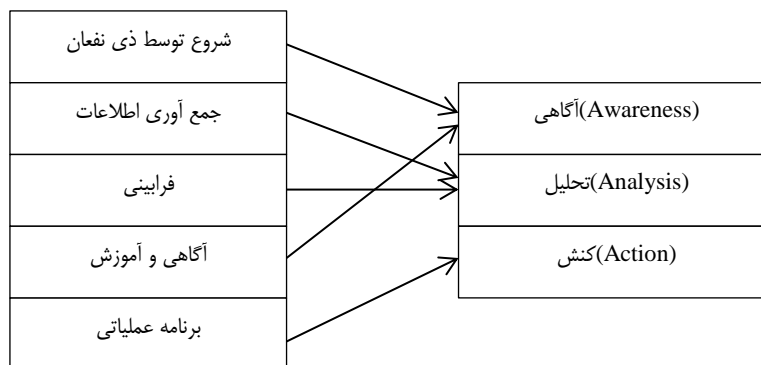 شروع توسط ذی نفعان
جمع آوری اطلاعات
فرابینی
آگاهی و آموزش
برنامه عملیاتی
آگاهی(Awareness)
تحلیل(Analysis)
کنش(Action)